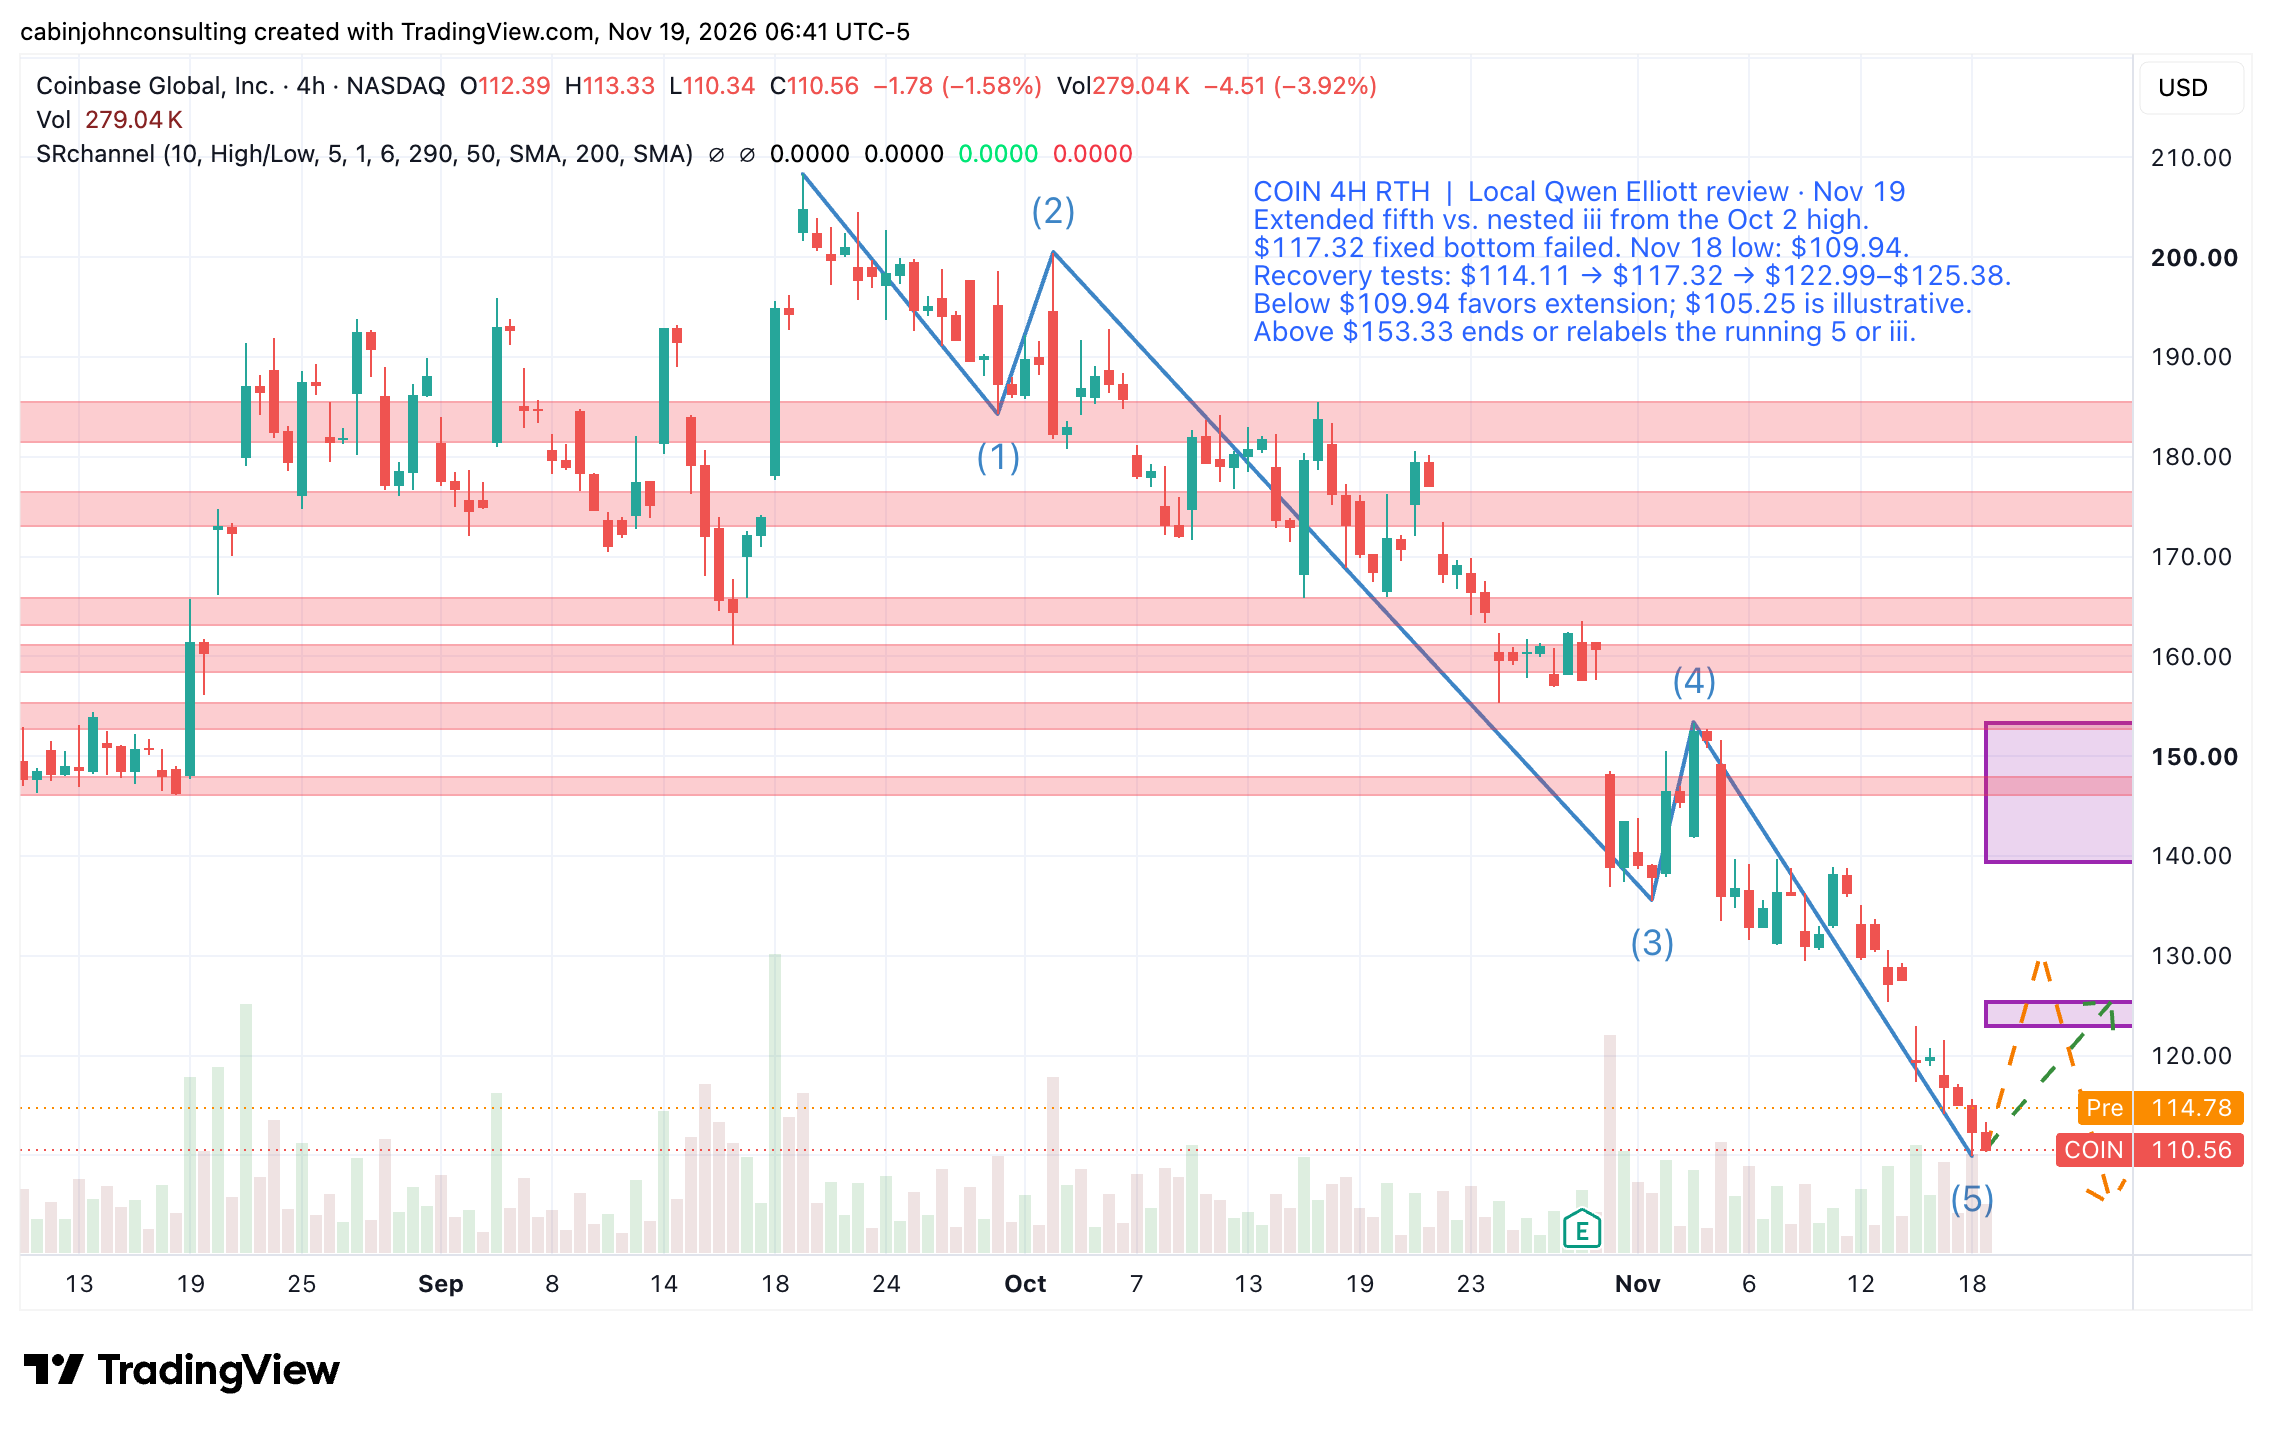 cabinjohnconsulting created with TradingView.com, Nov 19, 2026 06:41 UTC-5
Coinbase Global, Inc. · 4h · NASDAQ O112.39 H113.33 L110.34 C110.56 −1.78 (−1.58%) Vol279.04 K −4.51 (−3.92%)
USD
Vol 279.04 K
SRchannel (10, High/Low, 5, 1, 6, 290, 50, SMA, 200, SMA) ∅ ∅ 0.0000 0.0000 0.0000 0.0000
COIN 4H RTH | Local Qwen Elliott review · Nov 19
Extended fifth vs. nested iii from the Oct 2 high.
$117.32 fixed bottom failed. Nov 18 low: $109.94.
Recovery tests: $114.11 → $117.32 → $122.99–$125.38.
Below $109.94 favors extension; $105.25 is illustrative.
Above $153.33 ends or relabels the running 5 or iii.
(2)
(1)
(4)
(3)
(5)
210.00
200.00
190.00
180.00
170.00
160.00
150.00
140.00
130.00
120.00
Pre 114.78
COIN 110.56
E
13 19 25 Sep 8 14 18 24 Oct 7 13 19 23 Nov 6 12 18
TradingView